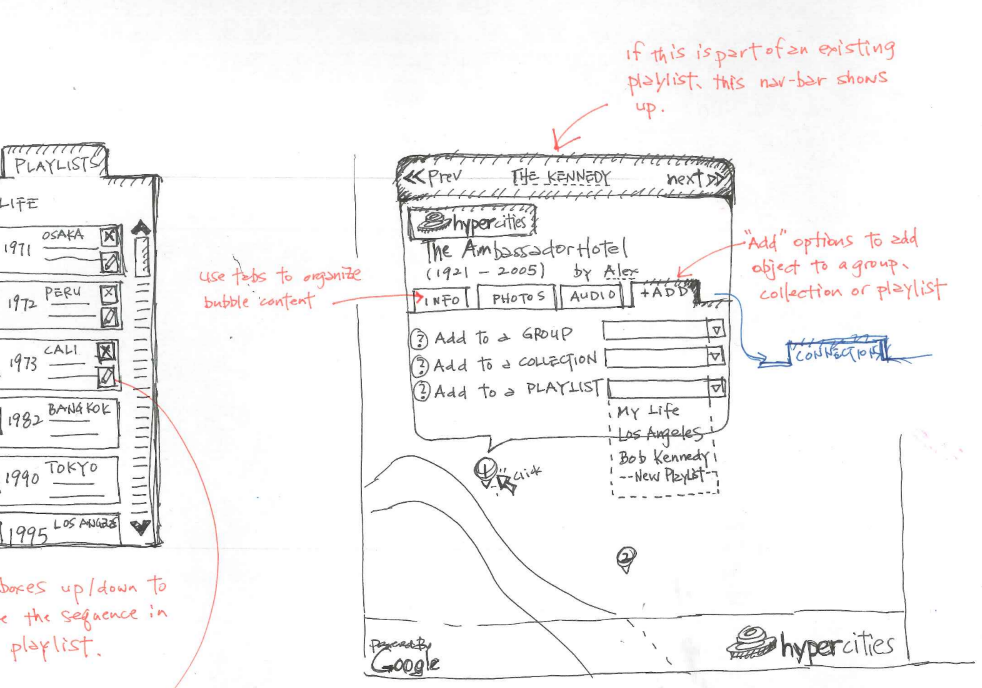 If this is part of an existing
playlist, this nav-bar shows
up.
PLAYLISTS
LIFE
1971 OSAKA
1972 PERU
1973 CALI
1982 BANGKOK
1990 TOKYO
1995 LOS ANGELES
boxes up/down to
the sequence in
playlist.
<< Prev THE KENNEDY next >>
hypercities
The Ambassador Hotel
(1921 - 2005) by Alex
use tabs to organize
bubble content
INFO PHOTOS AUDIO +ADD
"Add" options to add
object to a group,
collection or playlist
CONNECTIONS
? Add to a GROUP
? Add to a COLLECTION
? Add to a PLAYLIST
My Life
Los Angeles
Bob Kennedy
--New Playlist--
1
click
2
Powered By
Google
hypercities